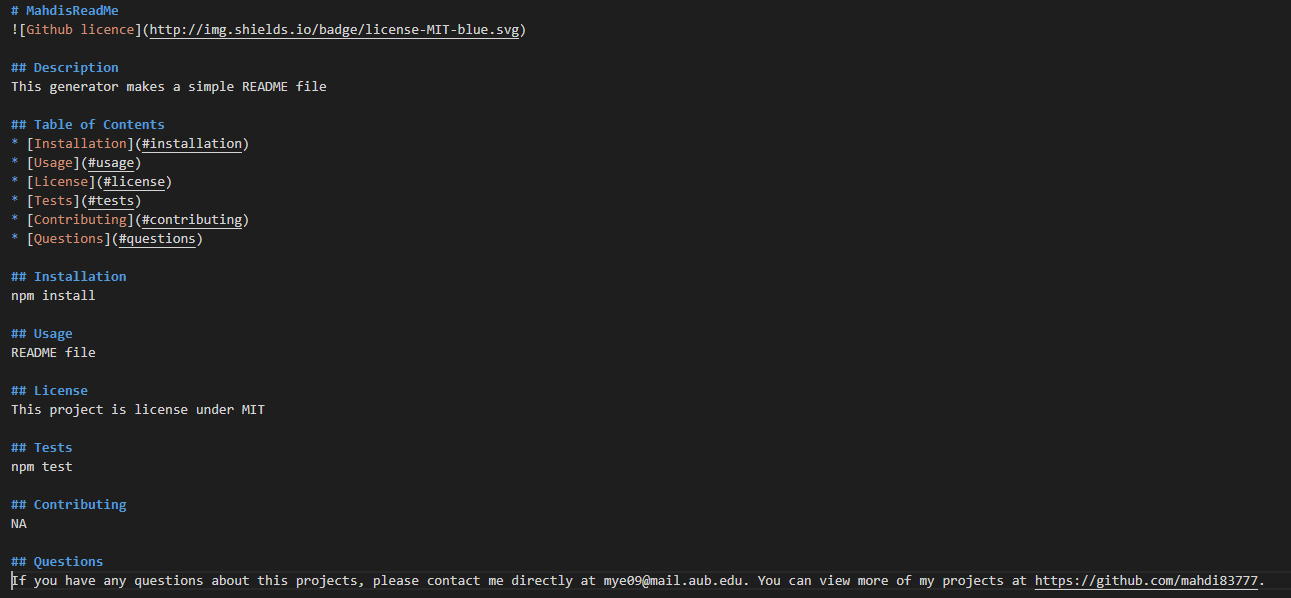 # MahdisReadMe
![Github licence](http://img.shields.io/badge/license-MIT-blue.svg)
## Description
This generator makes a simple README file
## Table of Contents
* [Installation](#installation)
* [Usage](#usage)
* [License](#license)
* [Tests](#tests)
* [Contributing](#contributing)
* [Questions](#questions)
## Installation
npm install
## Usage
README file
## License
This project is license under MIT
## Tests
npm test
## Contributing
NA
## Questions
If you have any questions about this projects, please contact me directly at mye09@mail.aub.edu. You can view more of my projects at https://github.com/mahdi83777.